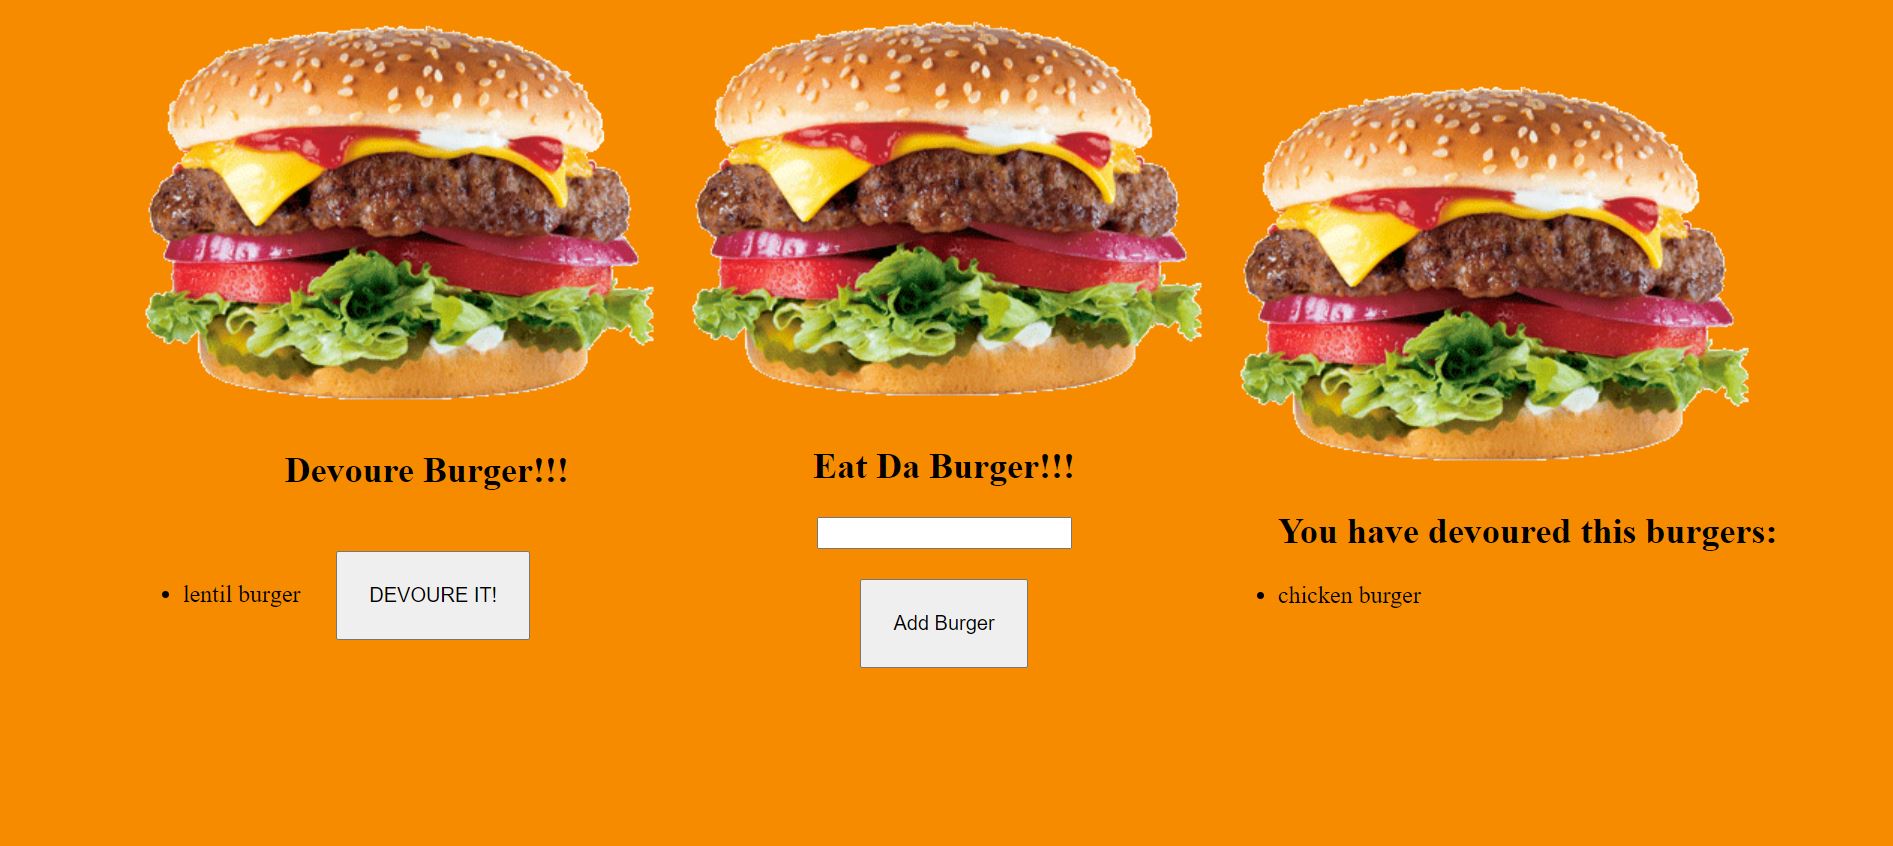 Devoure Burger!!!
lentil burger
DEVOURE IT!
Eat Da Burger!!!
Add Burger
You have devoured this burgers:
chicken burger